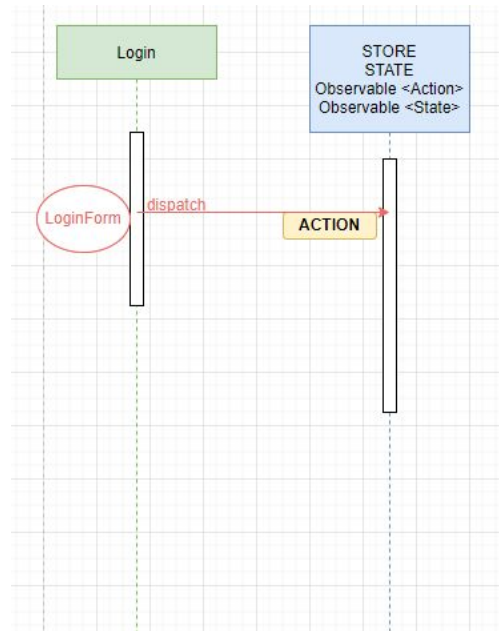 Login
STORE
STATE
Observable <Action>
Observable <State>
LoginForm
dispatch
ACTION